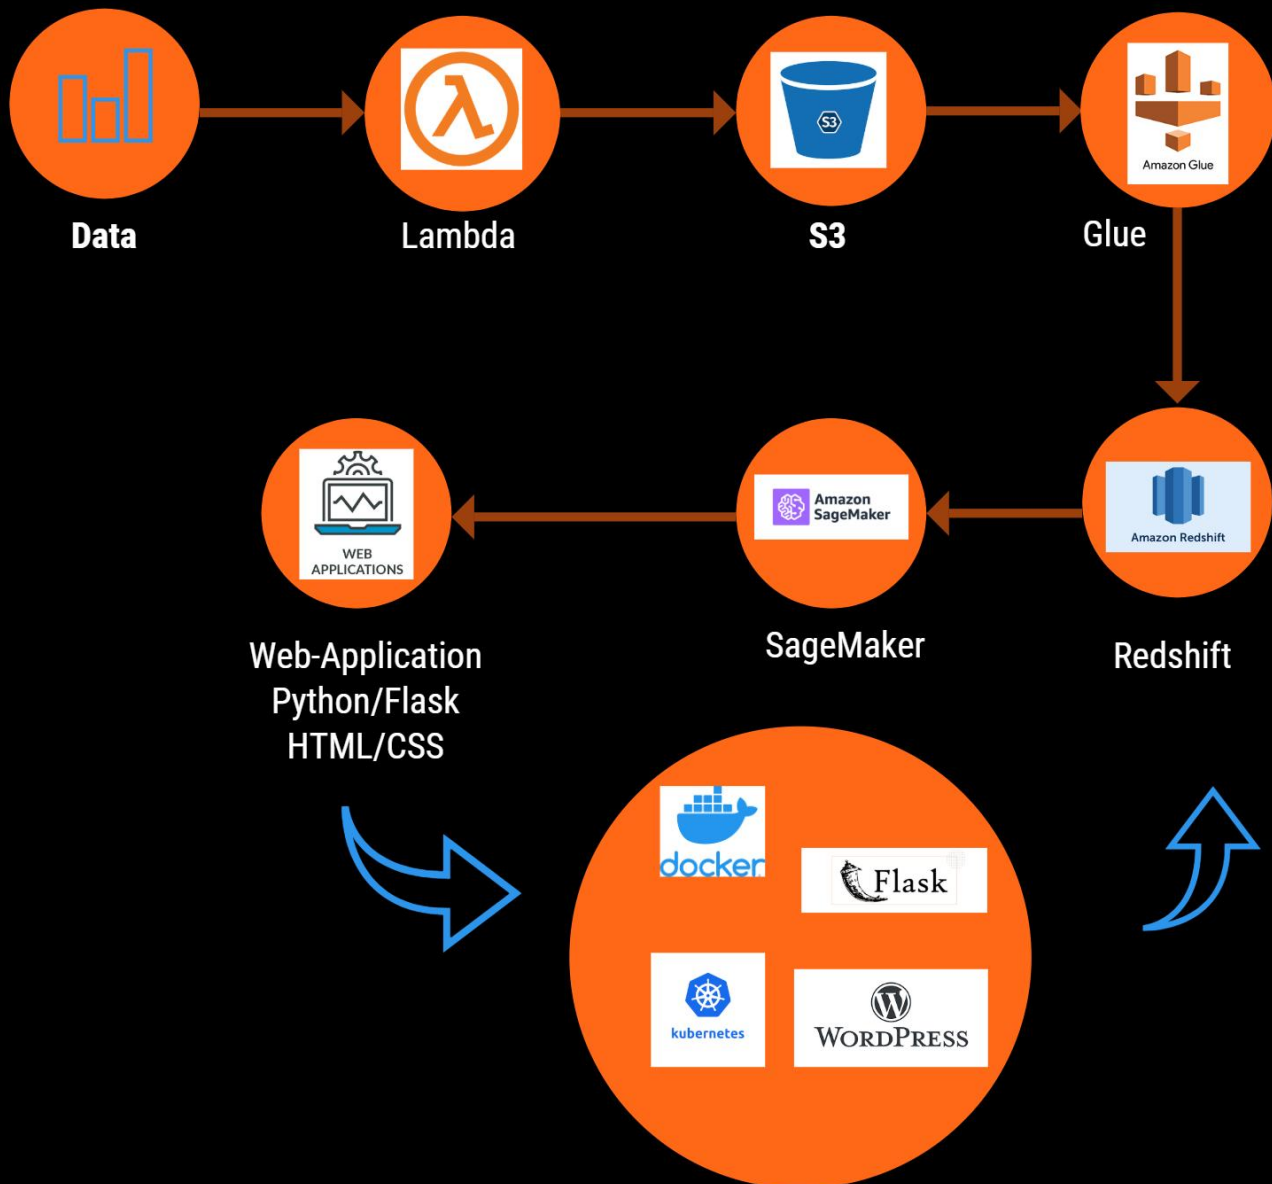 S3
Amazon Glue
Data
Lambda
S3
Glue
WEB
APPLICATIONS
Amazon
SageMaker
Amazon Redshift
Web-Application
Python/Flask
HTML/CSS
SageMaker
Redshift
docker
Flask
kubernetes
WORDPRESS